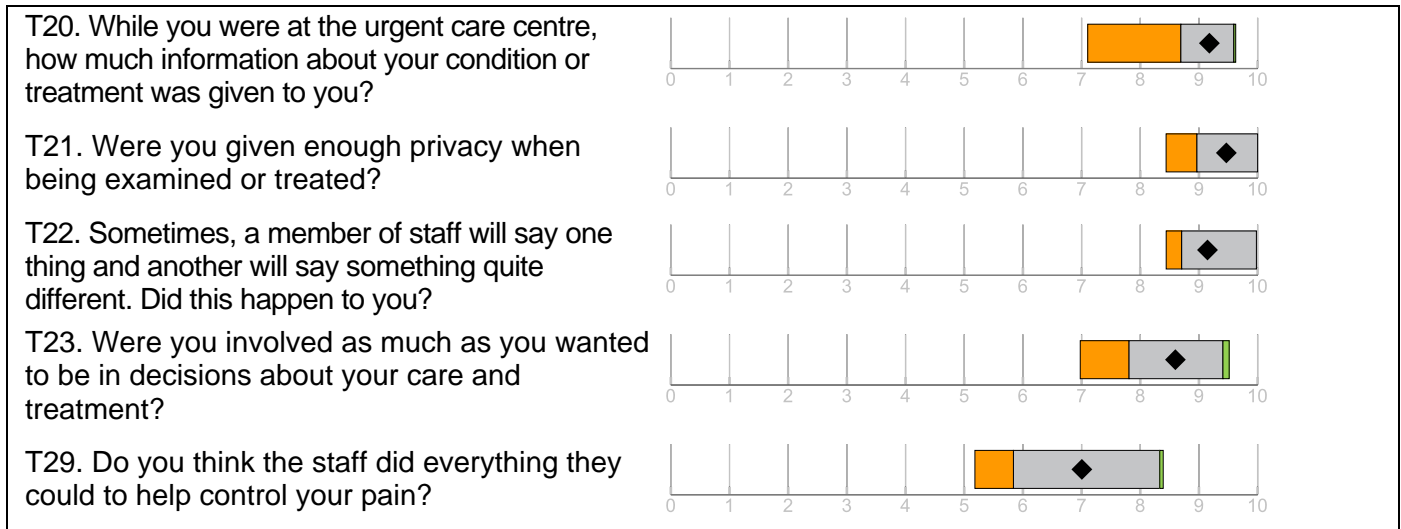 T20. While you were at the urgent care centre,
how much information about your condition or
treatment was given to you?
0 1 2 3 4 5 6 7 8 9 10
T21. Were you given enough privacy when
being examined or treated?
0 1 2 3 4 5 6 7 8 9 10
T22. Sometimes, a member of staff will say one
thing and another will say something quite
different. Did this happen to you?
0 1 2 3 4 5 6 7 8 9 10
T23. Were you involved as much as you wanted
to be in decisions about your care and
treatment?
0 1 2 3 4 5 6 7 8 9 10
T29. Do you think the staff did everything they
could to help control your pain?
0 1 2 3 4 5 6 7 8 9 10